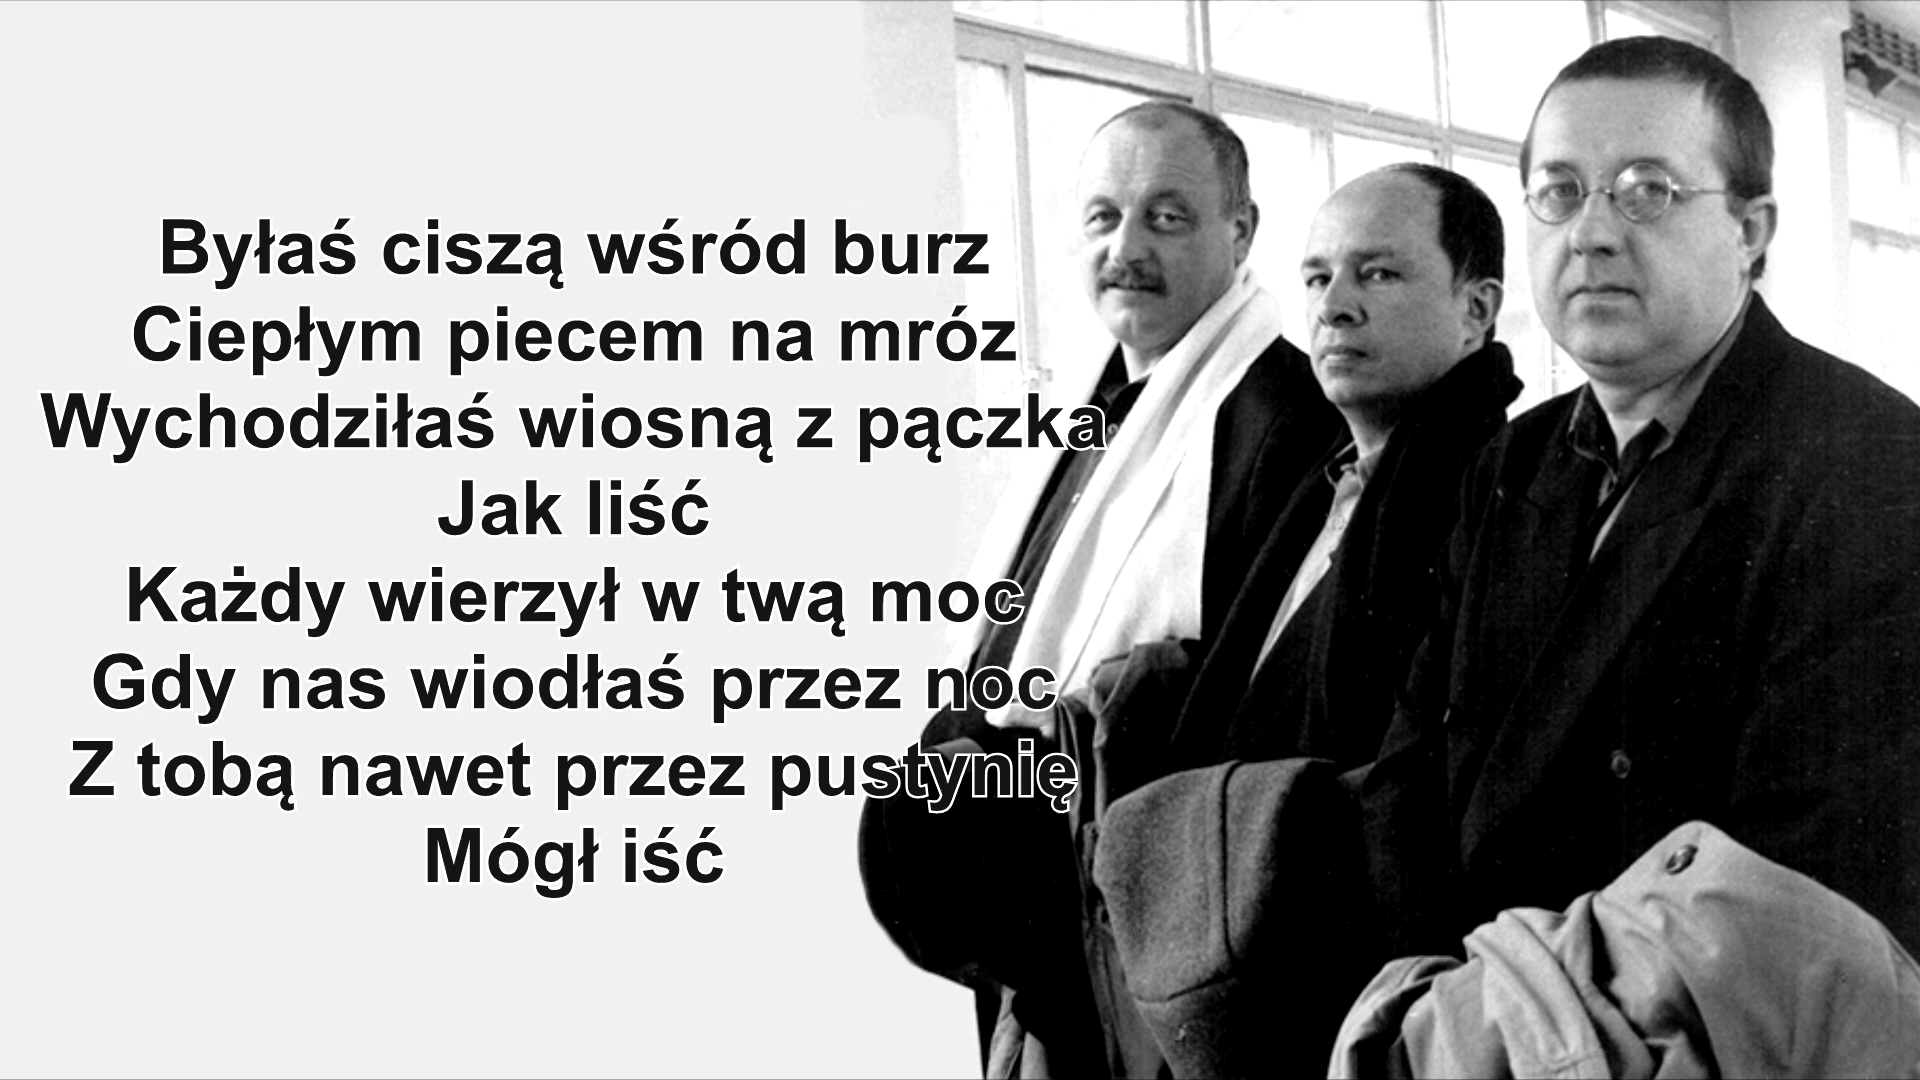 Byłaś ciszą wśród burz
Ciepłym piecem na mróz
Wychodziłaś wiosną z pączka
Jak liść
Każdy wierzył w twą moc
Gdy nas wiodłaś przez noc
Z tobą nawet przez pustynię
Mógł iść